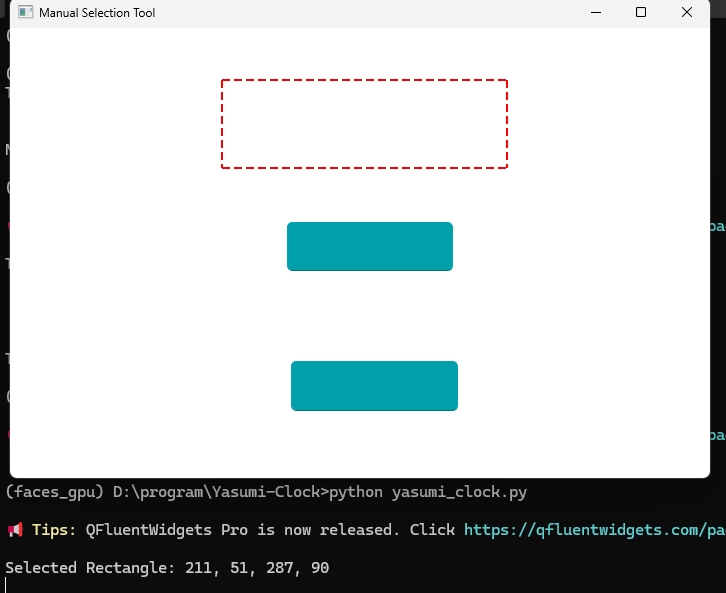 Manual Selection Tool
(faces_gpu) D:\program\Yasumi-Clock>python yasumi_clock.py
Tips: QFluentWidgets Pro is now released. Click https://qfluentwidgets.com/pa
Selected Rectangle: 211, 51, 287, 90